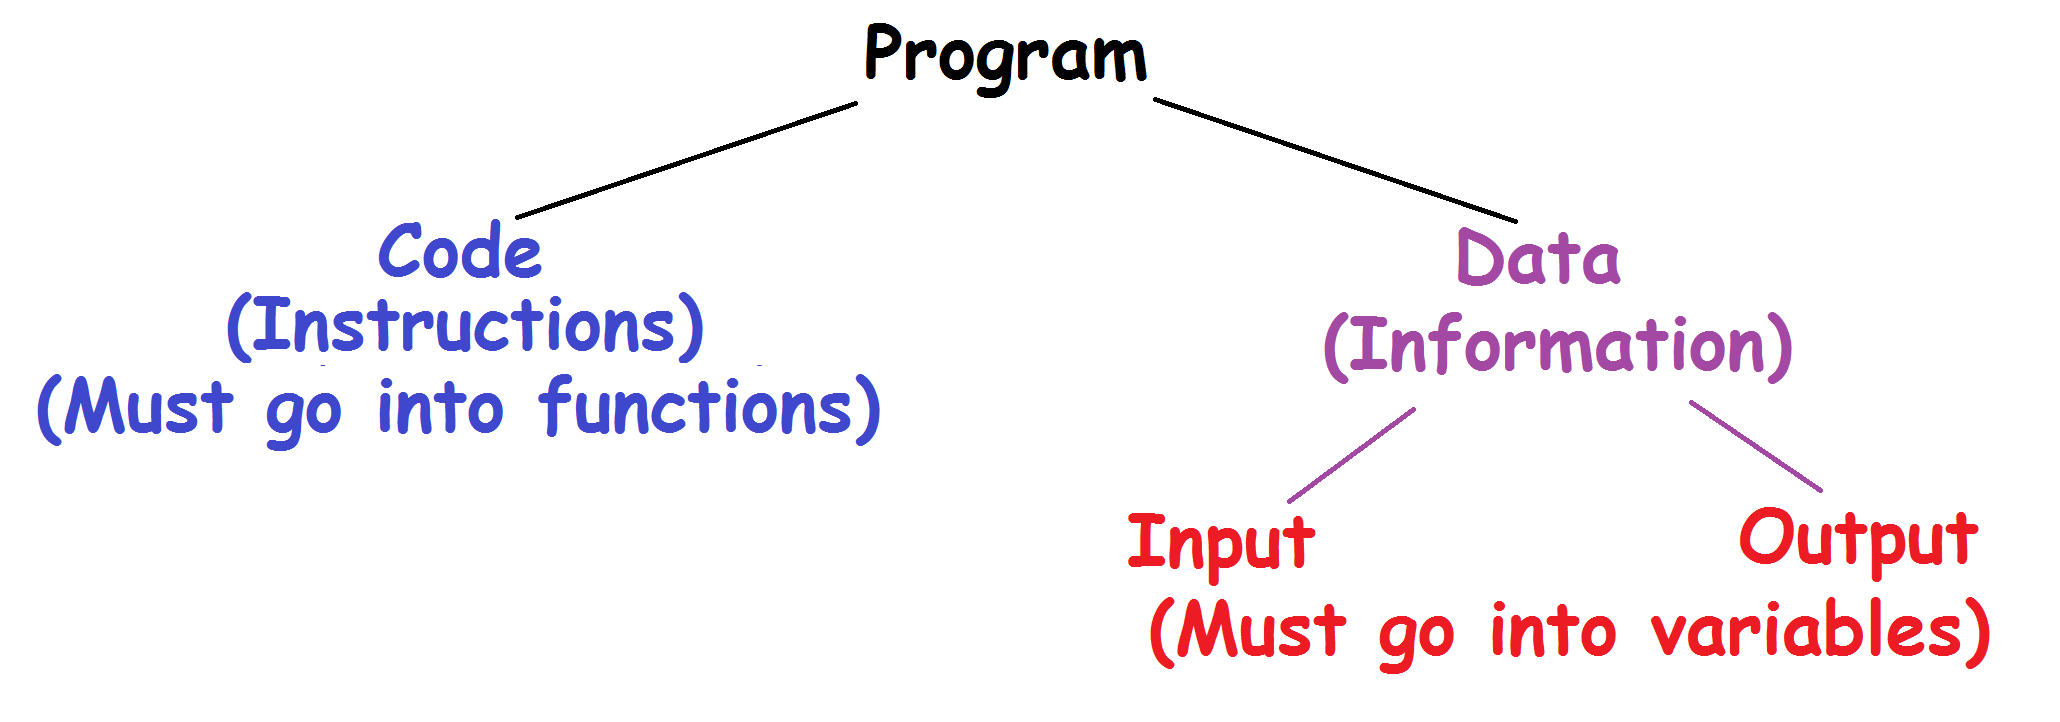 Program
Code
(Instructions)
(Must go into functions)
Data
(Information)
Input
Output
(Must go into variables)